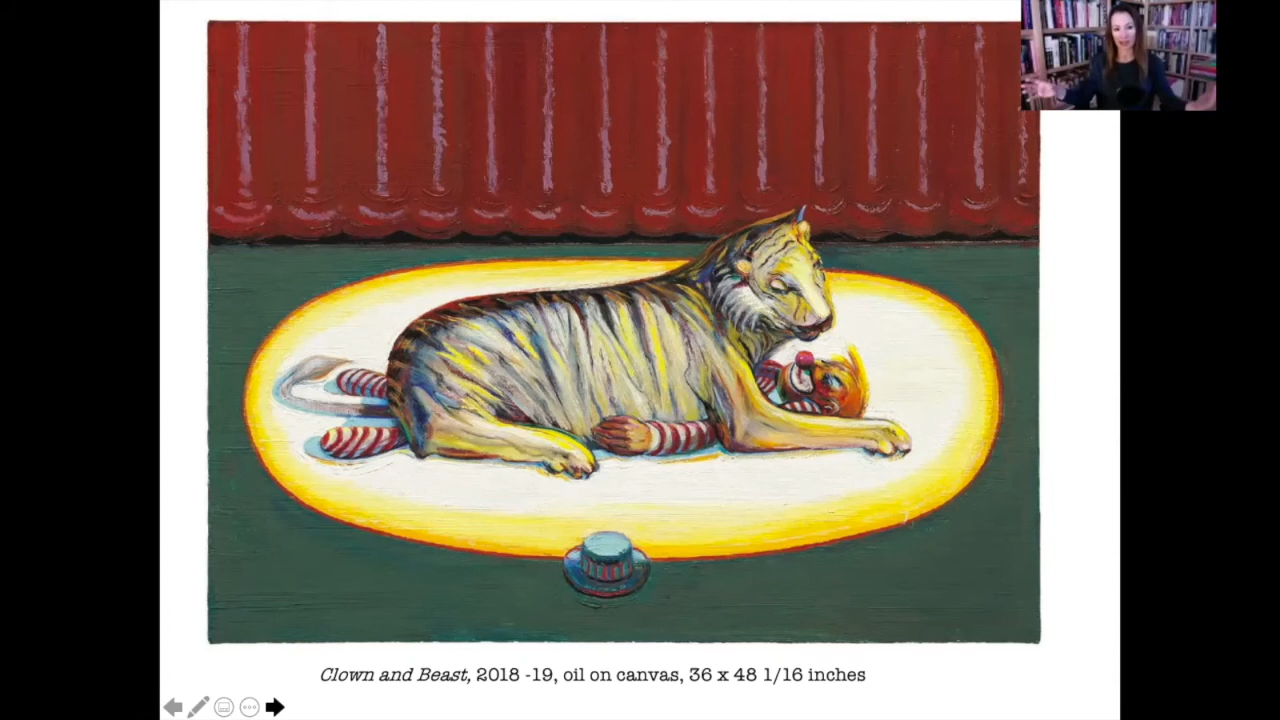 Clown and Beast, 2018 -19, oil on canvas, 36 x 48 1/16 inches